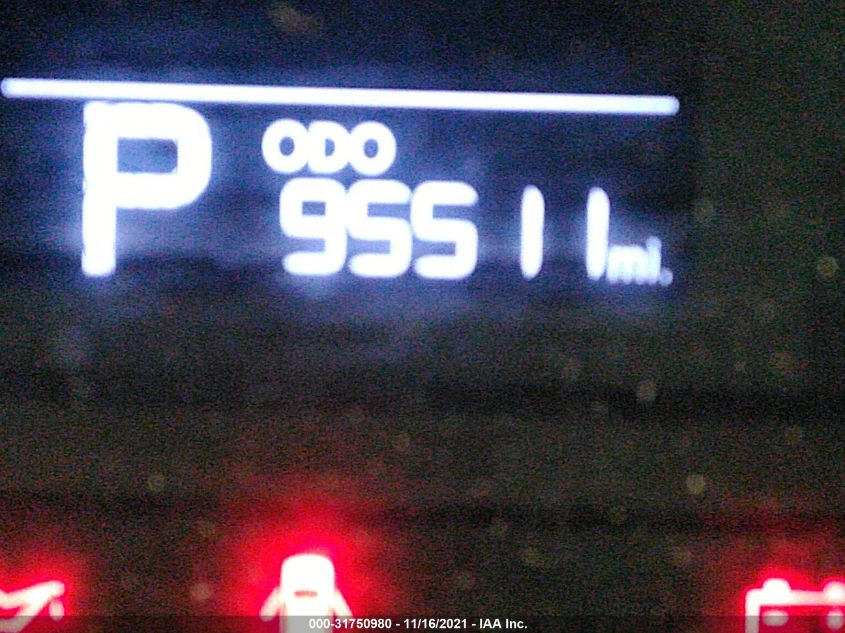 P
ODO
95511 mi.
000-31750980 - 11/16/2021 - IAA Inc.